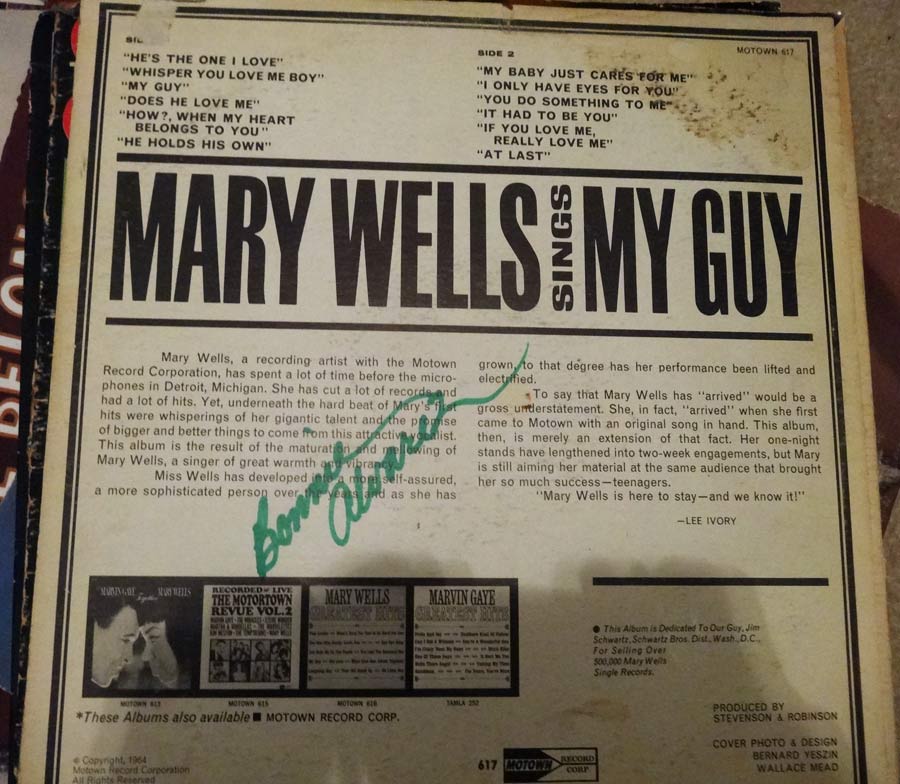 MOTOWN 617
"HE'S THE ONE I LOVE"
"WHISPER YOU LOVE ME BOY"
"MY GUY"
"DOES HE LOVE ME"
"HOW?, WHEN MY HEART
BELONGS TO YOU"
"HE HOLDS HIS OWN"
SIDE 2
"MY BABY JUST CARES FOR ME"
"I ONLY HAVE EYES FOR YOU"
"YOU DO SOMETHING TO ME"
"IT HAD TO BE YOU"
"IF YOU LOVE ME,
REALLY LOVE ME"
"AT LAST"
MARY WELLS SINGS MY GUY
Mary Wells, a recording artist with the Motown
Record Corporation, has spent a lot of time before the micro-
phones in Detroit, Michigan. She has cut a lot of records and
had a lot of hits. Yet, underneath the hard beat of Mary's first
hits were whisperings of her gigantic talent and the promise
of bigger and better things to come from this attractive vocalist.
This album is the result of the maturation and mellowing of
Mary Wells, a singer of great warmth and vibrancy.
Miss Wells has developed into a more self-assured,
a more sophisticated person over the years and as she has
grown, to that degree has her performance been lifted and
electrified.
To say that Mary Wells has "arrived" would be a
gross understatement. She, in fact, "arrived" when she first
came to Motown with an original song in hand. This album,
then, is merely an extension of that fact. Her one-night
stands have lengthened into two-week engagements, but Mary
is still aiming her material at the same audience that brought
her so much success—teenagers.
"Mary Wells is here to stay—and we know it!"
—LEE IVORY
Bonnie
MARVIN GAYE Together MARY WELLS
RECORDED LIVE
THE MOTORTOWN
REVUE VOL. 2
MARY WELLS
GREATEST HITS
MARVIN GAYE
GREATEST HITS
MOTOWN 613
MOTOWN 615
MOTOWN 616
TAMLA 252
*These Albums also available ■ MOTOWN RECORD CORP.
● This Album is Dedicated To Our Guy, Jim
Schwartz, Schwartz Bros. Dist., Wash., D.C.,
For Selling Over
500,000 Mary Wells
Single Records.
PRODUCED BY
STEVENSON & ROBINSON
COVER PHOTO & DESIGN
BERNARD YESZIN
WALLACE MEAD
© Copyright, 1964
Motown Record Corporation
All Rights Reserved
617 MOTOWN RECORD
CORP.